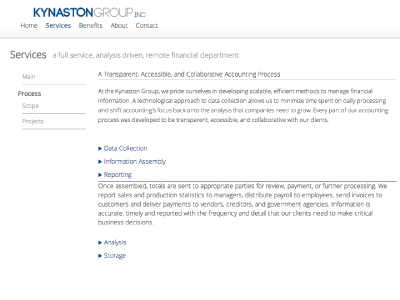 KYNASTONGROUP,INC
Home Services Benefits About Contact
Services a full service, analysis driven, remote financial department
Main
Process
Scope
Projects
A Transparent, Accessible, and Collaborative Accounting Process
At the Kynaston Group, we pride ourselves in developing scalable, efficient methods to manage financial
information. A technological approach to data collection allows us to minimize time spent on daily processing
and shift accounting's focus back onto the analysis that companies need to grow. Every part of our accounting
process was developed to be transparent, accessible, and collaborative with our clients.
▶ Data Collection
▶ Information Assembly
▶ Reporting
Once assembled, totals are sent to appropriate parties for review, payment, or further processing. We
report sales and production statistics to managers, distribute payroll to employees, send invoices to
customers and deliver payments to vendors, creditors, and government agencies. Information is
accurate, timely and reported with the frequency and detail that our clients need to make critical
business decisions.
▶ Analysis
▶ Storage